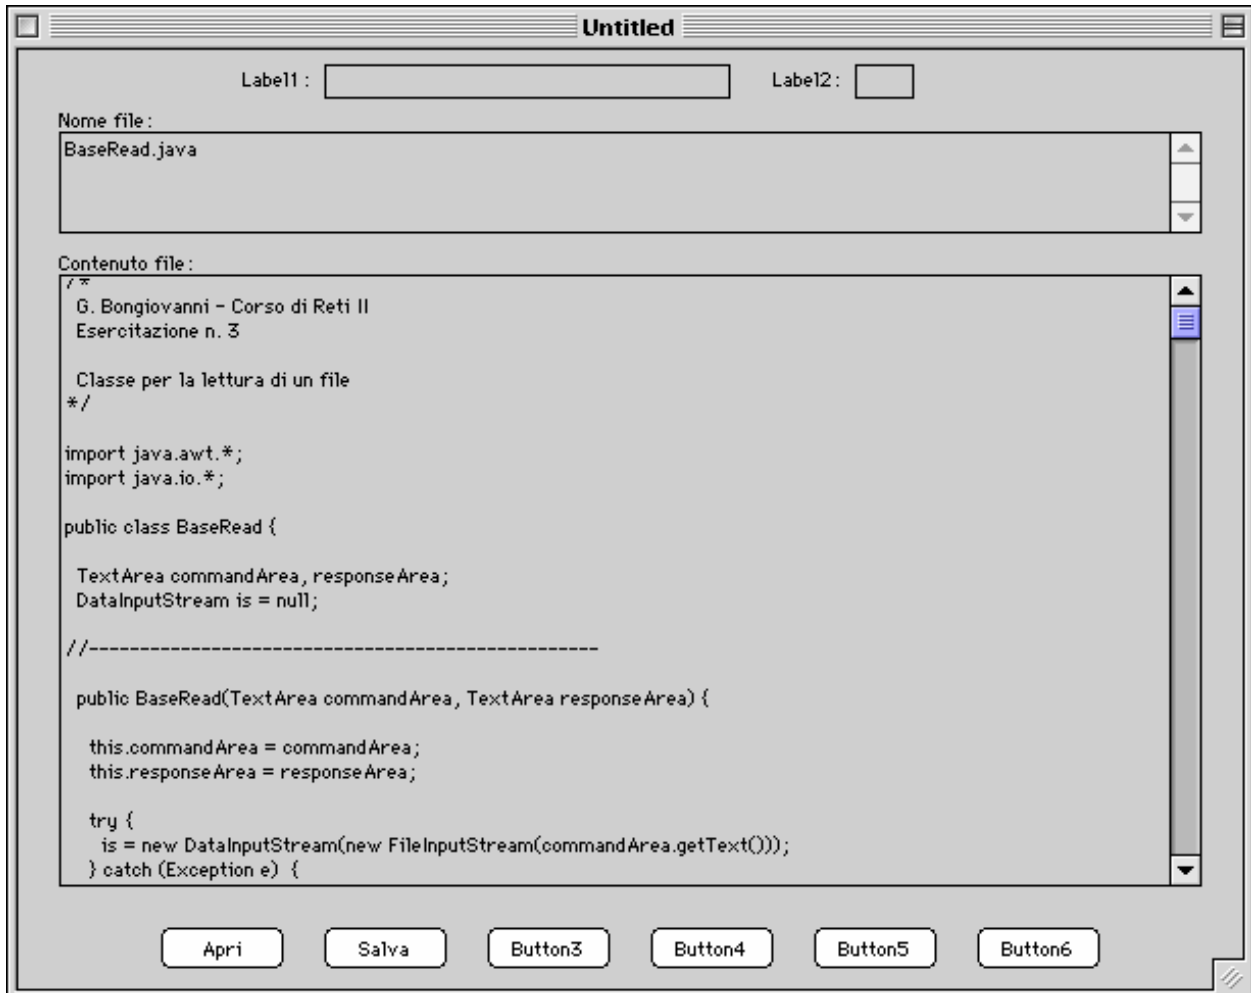 Untitled
Label1: Label2:
Nome file:
BaseRead.java
Contenuto file:
/*
G. Bongiovanni - Corso di Reti II
Esercitazione n. 3
Classe per la lettura di un file
*/
import java.awt.*;
import java.io.*;
public class BaseRead {
TextArea commandArea, responseArea;
DataInputStream is = null;
//--------------------------------------------------
public BaseRead(TextArea commandArea, TextArea responseArea) {
this.commandArea = commandArea;
this.responseArea = responseArea;
try {
is = new DataInputStream(new FileInputStream(commandArea.getText()));
} catch (Exception e) {
Apri Salva Button3 Button4 Button5 Button6